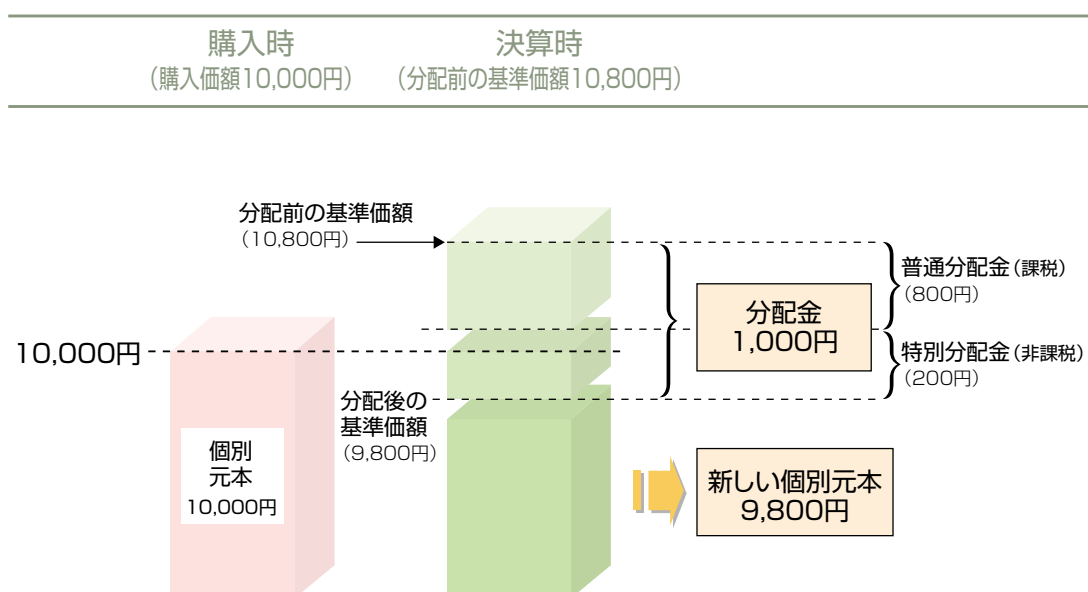 購入時
（購入価額10,000円）
決算時
（分配前の基準価額10,800円）
分配前の基準価額
（10,800円）
普通分配金（課税）
（800円）
分配金
1,000円
10,000円
特別分配金（非課税）
（200円）
分配後の
基準価額
（9,800円）
個別
元本
10,000円
新しい個別元本
9,800円